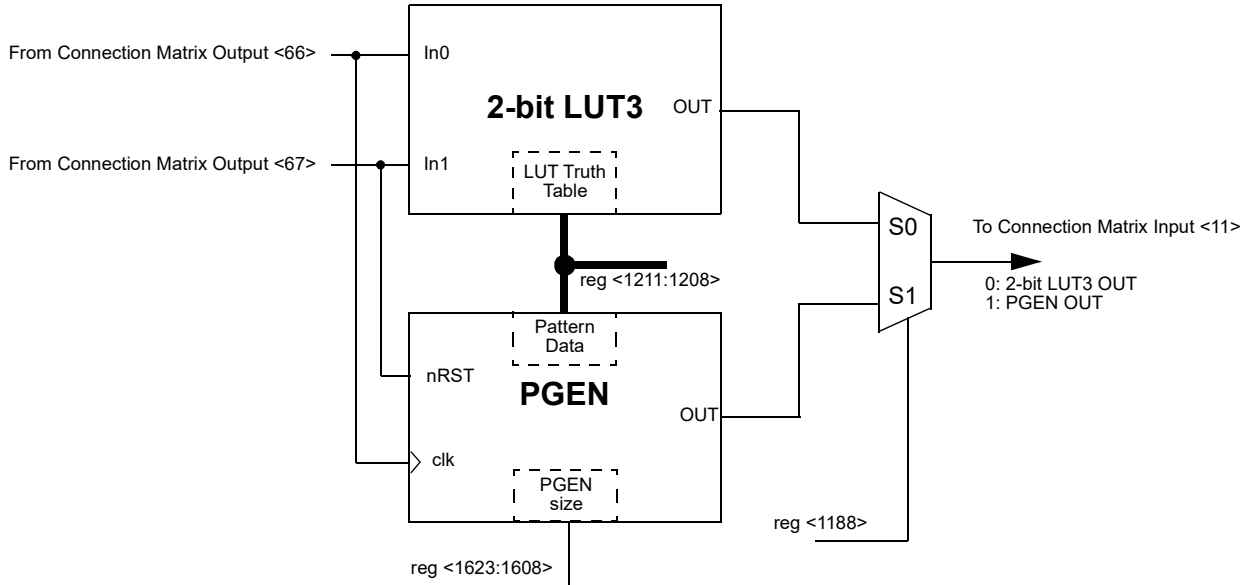 From Connection Matrix Output <66>
In0
2-bit LUT3
OUT
From Connection Matrix Output <67>
In1
LUT Truth
Table
S0
To Connection Matrix Input <11>
reg <1211:1208>
0: 2-bit LUT3 OUT
1: PGEN OUT
S1
Pattern
Data
nRST
PGEN
OUT
clk
PGEN
size
reg <1188>
reg <1623:1608>